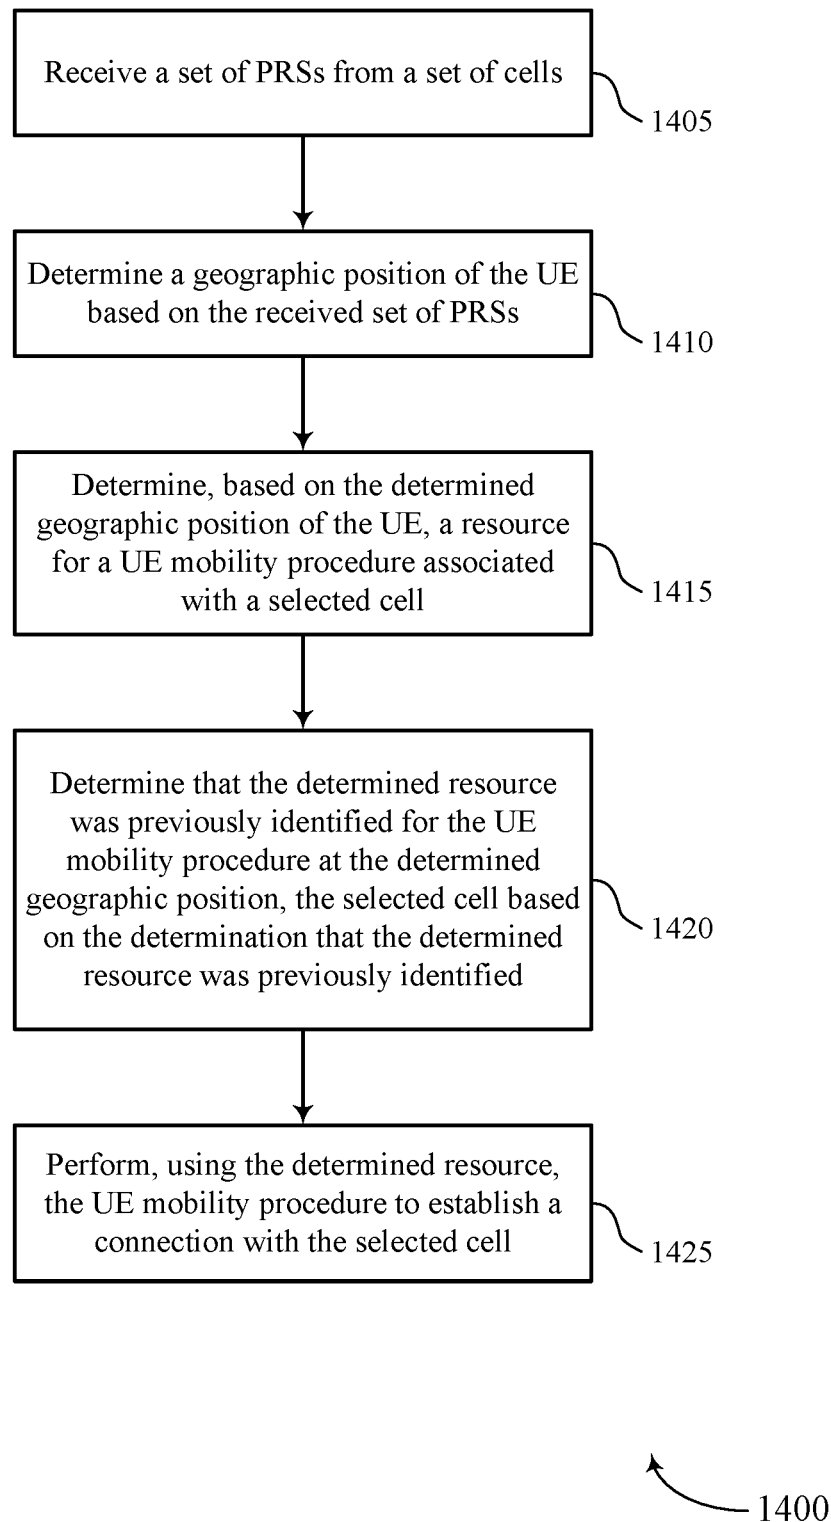 Receive a set of PRSs from a set of cells
1405
Determine a geographic position of the UE
based on the received set of PRSs
1410
Determine, based on the determined
geographic position of the UE, a resource
for a UE mobility procedure associated
with a selected cell
1415
Determine that the determined resource
was previously identified for the UE
mobility procedure at the determined
geographic position, the selected cell based
on the determination that the determined
resource was previously identified
1420
Perform, using the determined resource,
the UE mobility procedure to establish a
connection with the selected cell
1425
1400